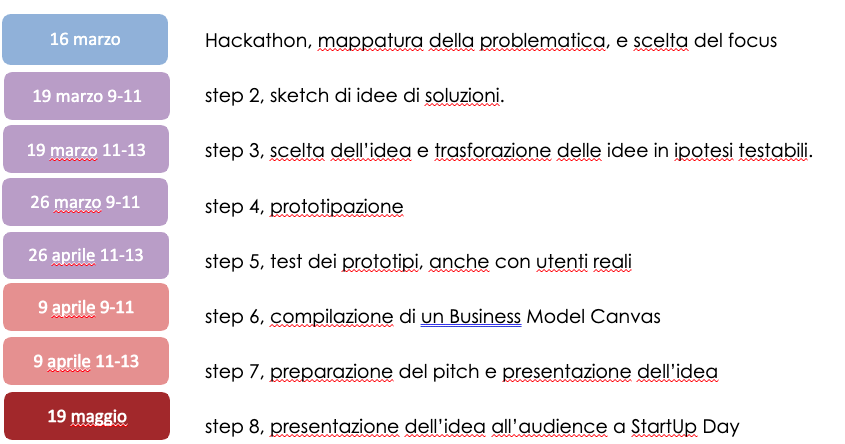 16 marzo Hackathon, mappatura della problematica, e scelta del focus
19 marzo 9-11 step 2, sketch di idee di soluzioni.
19 marzo 11-13 step 3, scelta dell'idea e trasforazione delle idee in ipotesi testabili.
26 marzo 9-11 step 4, prototipazione
26 aprile 11-13 step 5, test dei prototipi, anche con utenti reali
9 aprile 9-11 step 6, compilazione di un Business Model Canvas
9 aprile 11-13 step 7, preparazione del pitch e presentazione dell'idea
19 maggio step 8, presentazione dell'idea all'audience a StartUp Day